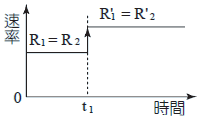 速率
R'₁ = R'₂
R₁ = R₂
0
t₁
時間